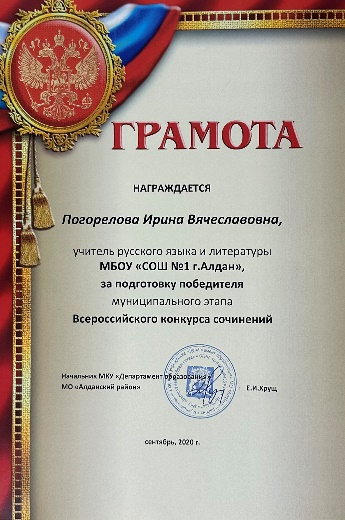 ГРАМОТА
НАГРАЖДАЕТСЯ
Погорелова Ирина Вячеславовна,
учитель русского языка и литературы
МБОУ «СОШ №1 г.Алдан»,
за подготовку победителя
муниципального этапа
Всероссийского конкурса сочинений
Начальник МКУ «Департамент образования»
МО «Алданский район»
Е.И.Хрущ
сентябрь, 2020 г.